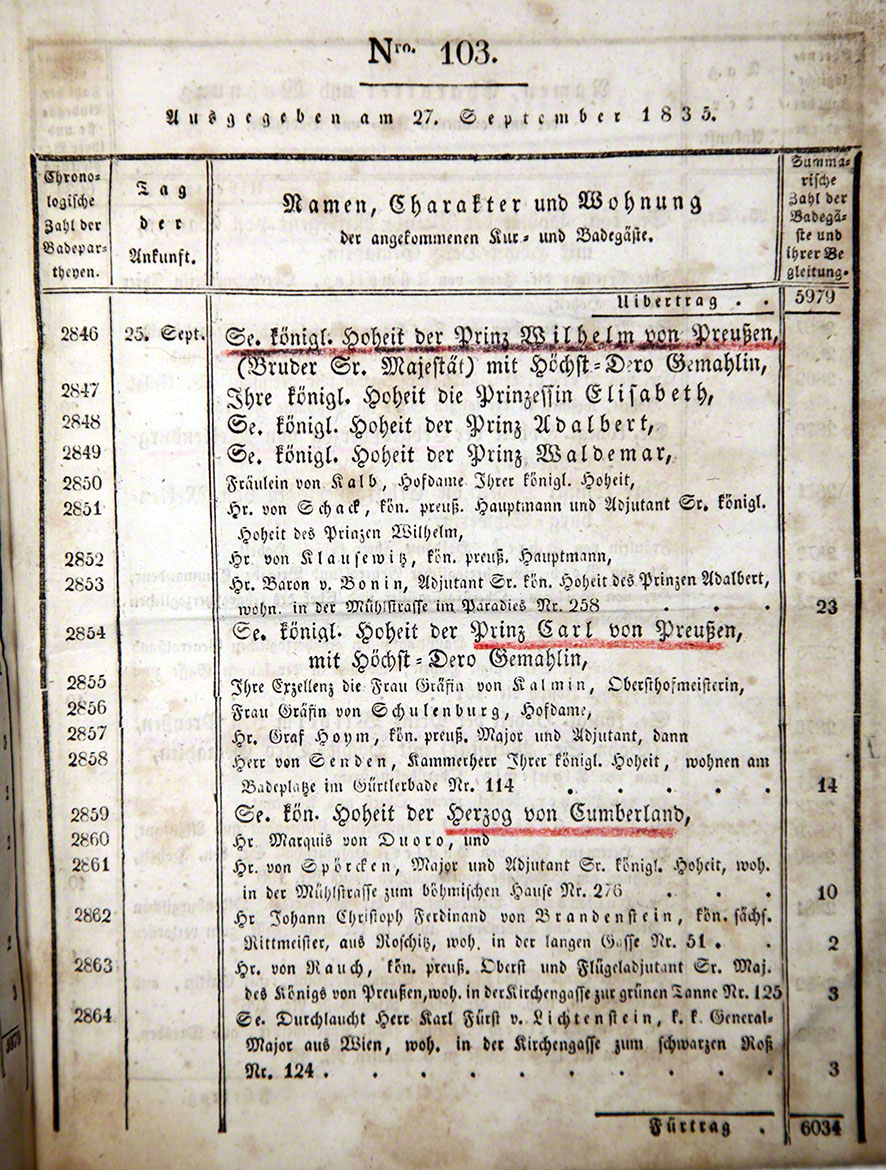 Nro. 103.
Ausgegeben am 27. September 1835.
Chrono-
logische
Zahl der
Badepar-
theyen.
Tag
der
Ankunft.
Namen, Charakter und Wohnung
der angekommenen Kur- und Badegäste.
Summa-
rische
Zahl der
Badegä-
ste und
ihrer Be
gleitung.
Uibertrag . . 5979
2846 25. Sept. Se. königl. Hoheit der Prinz Wilhelm von Preußen,
(Bruder Sr. Majestät) mit Höchst-Dero Gemahlin,
2847 Ihre königl. Hoheit die Prinzessin Elisabeth,
2848 Se. königl. Hoheit der Prinz Adalbert,
2849 Se. königl. Hoheit der Prinz Waldemar,
2850 Fräulein von Kalb, Hofdame Ihrer königl. Hoheit,
2851 Hr. von Schack, kön. preuß. Hauptmann und Adjutant Sr. königl.
Hoheit des Prinzen Wilhelm,
2852 Hr. von Klausewitz, kön. preuß. Hauptmann,
2853 Hr. Baron v. Bonin, Adjutant Sr. kön. Hoheit des Prinzen Adalbert,
wohn. in der Mühlstrasse im Paradies Nr. 258 . . . 23
2854 Se. königl. Hoheit der Prinz Carl von Preußen,
mit Höchst-Dero Gemahlin,
2855 Ihre Exzellenz die Frau Gräfin von Kalmin, Obersthofmeisterin,
2856 Frau Gräfin von Schulenburg, Hofdame,
2857 Hr. Graf Hoym, kön. preuß. Major und Adjutant, dann
2858 Herr von Senden, Kammerherr Ihrer königl. Hoheit, wohnen am
Badeplatze im Gürtlerbade Nr. 114 . . . . . 14
2859 Se. kön. Hoheit der Herzog von Cumberland,
2860 Hr Marquis von Duoro, und
2861 Hr. von Spörcken, Major und Adjutant Sr. königl. Hoheit, woh.
in der Mühlstrasse zum böhmischen Hause Nr. 276 . . . 10
2862 Hr Johann Christoph Ferdinand von Brandenstein, kön. sächs.
Rittmeister, aus Roschitz, woh. in der langen Gasse Nr. 51 . . 2
2863 Hr. von Rauch, kön. preuß. Oberst und Flügeladjutant Sr. Maj.
des Königs von Preußen, woh. in der Kirchengasse zur grünen Tanne Nr. 125 3
2864 Se. Durchlaucht Herr Karl Fürst v. Lichtenstein, k. k. General-
Major aus Wien, woh. in der Kirchengasse zum schwarzen Roß
Nr. 124 . . . . . . . . . . 3
Fürtrag . 6034